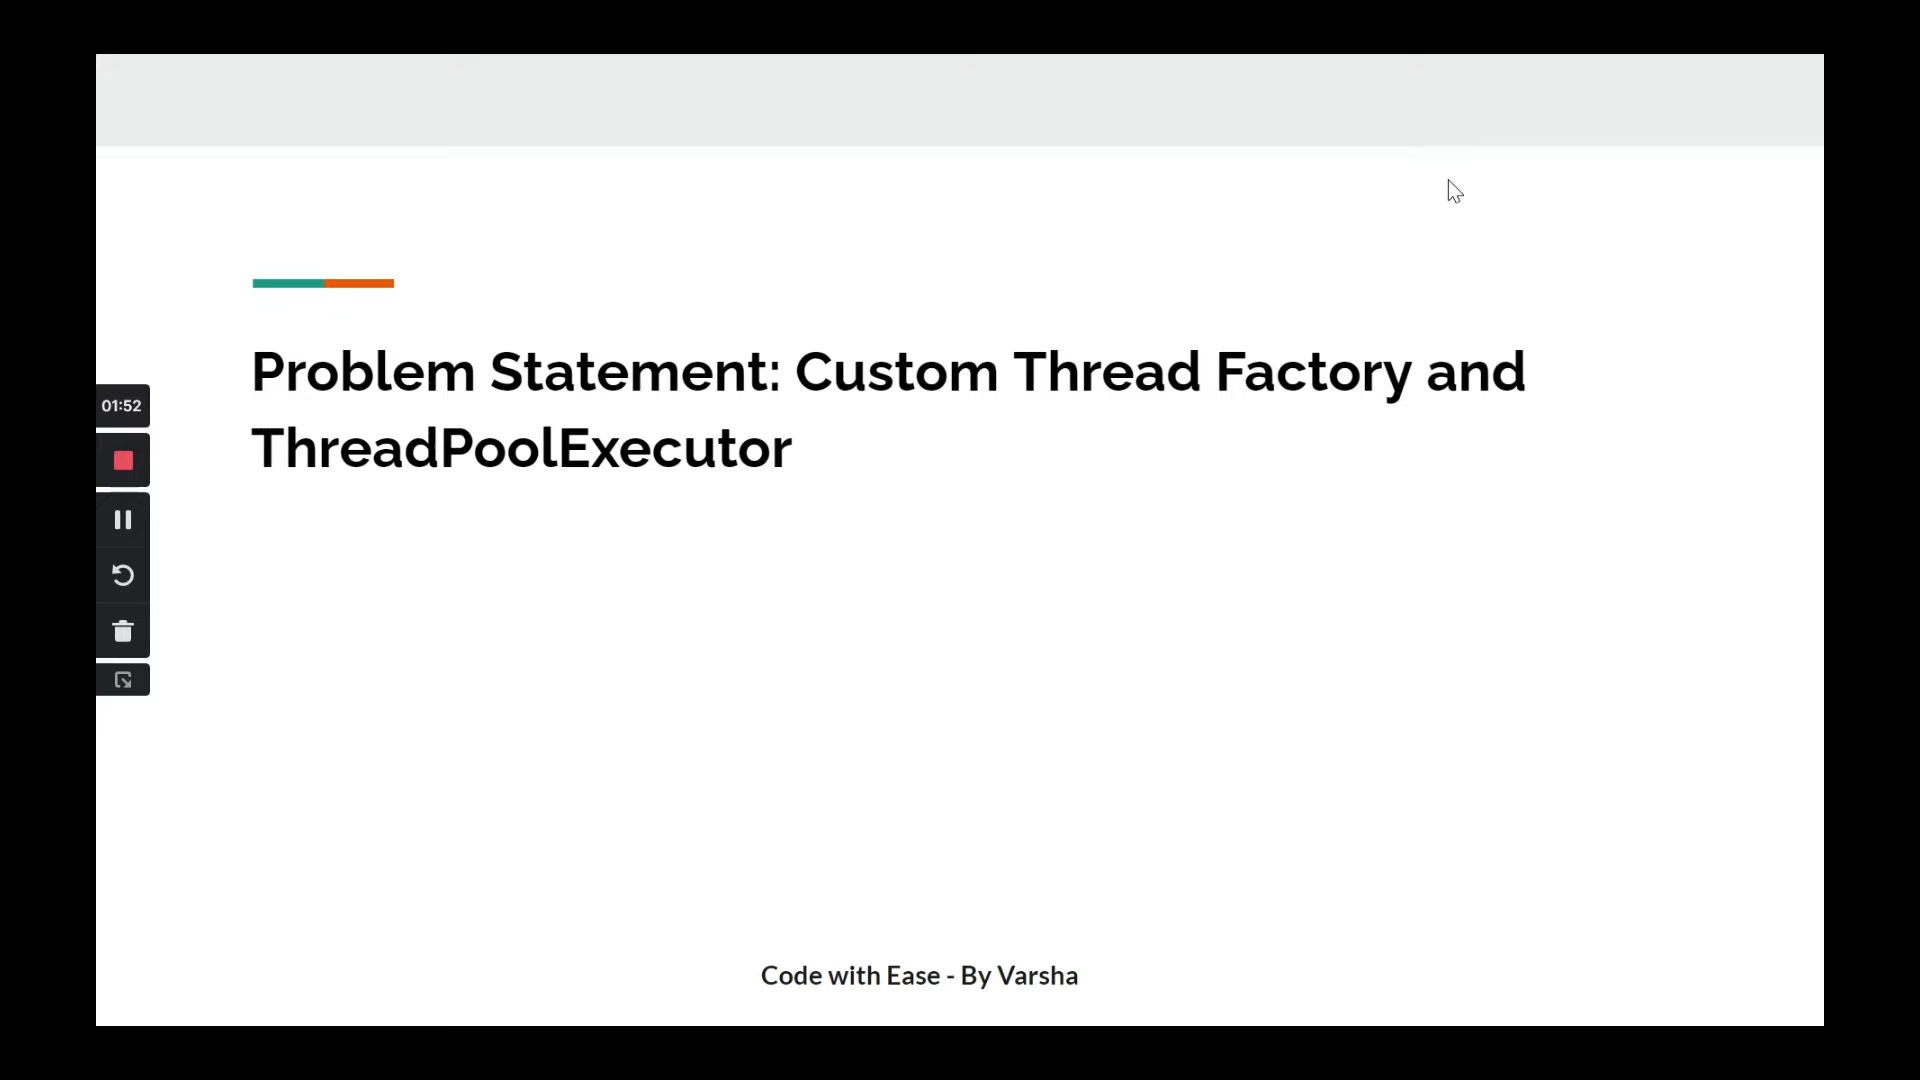 Problem Statement: Custom Thread Factory and
ThreadPoolExecutor
01:52
Code with Ease - By Varsha